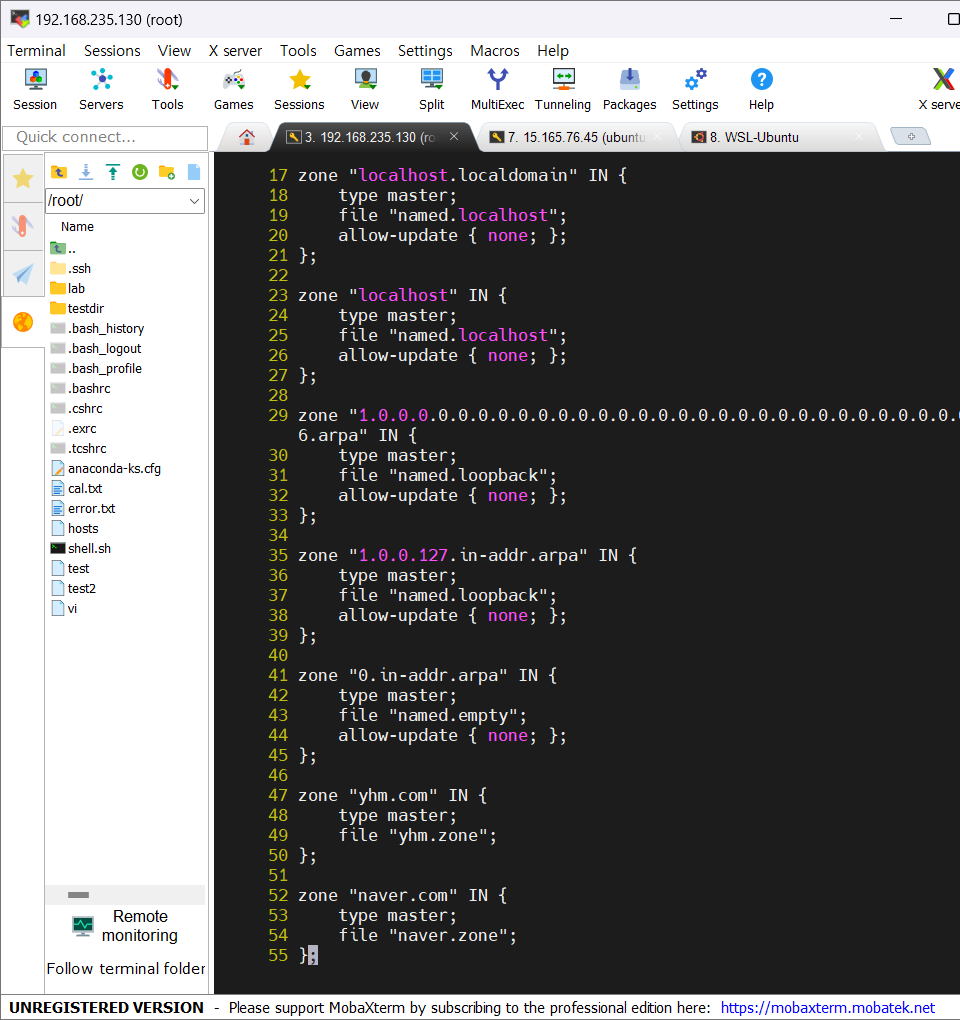 192.168.235.130 (root)
Terminal Sessions View X server Tools Games Settings Macros Help
Session Servers Tools Games Sessions View Split MultiExec Tunneling Packages Settings Help X serve
Quick connect...
3. 192.168.235.130 (ro
7. 15.165.76.45 (ubuntu
8. WSL-Ubuntu
/root/
Name
..
.ssh
lab
testdir
.bash_history
.bash_logout
.bash_profile
.bashrc
.cshrc
.exrc
.tcshrc
anaconda-ks.cfg
cal.txt
error.txt
hosts
shell.sh
test
test2
vi
Remote
monitoring
Follow terminal folder
17 zone "localhost.localdomain" IN {
18     type master;
19     file "named.localhost";
20     allow-update { none; };
21 };
22
23 zone "localhost" IN {
24     type master;
25     file "named.localhost";
26     allow-update { none; };
27 };
28
29 zone "1.0.0.0.0.0.0.0.0.0.0.0.0.0.0.0.0.0.0.0.0.0.0.0.0.0.0.0.0.0.0.
6.arpa" IN {
30     type master;
31     file "named.loopback";
32     allow-update { none; };
33 };
34
35 zone "1.0.0.127.in-addr.arpa" IN {
36     type master;
37     file "named.loopback";
38     allow-update { none; };
39 };
40
41 zone "0.in-addr.arpa" IN {
42     type master;
43     file "named.empty";
44     allow-update { none; };
45 };
46
47 zone "yhm.com" IN {
48     type master;
49     file "yhm.zone";
50 };
51
52 zone "naver.com" IN {
53     type master;
54     file "naver.zone";
55 };
UNREGISTERED VERSION - Please support MobaXterm by subscribing to the professional edition here: https://mobaxterm.mobatek.net